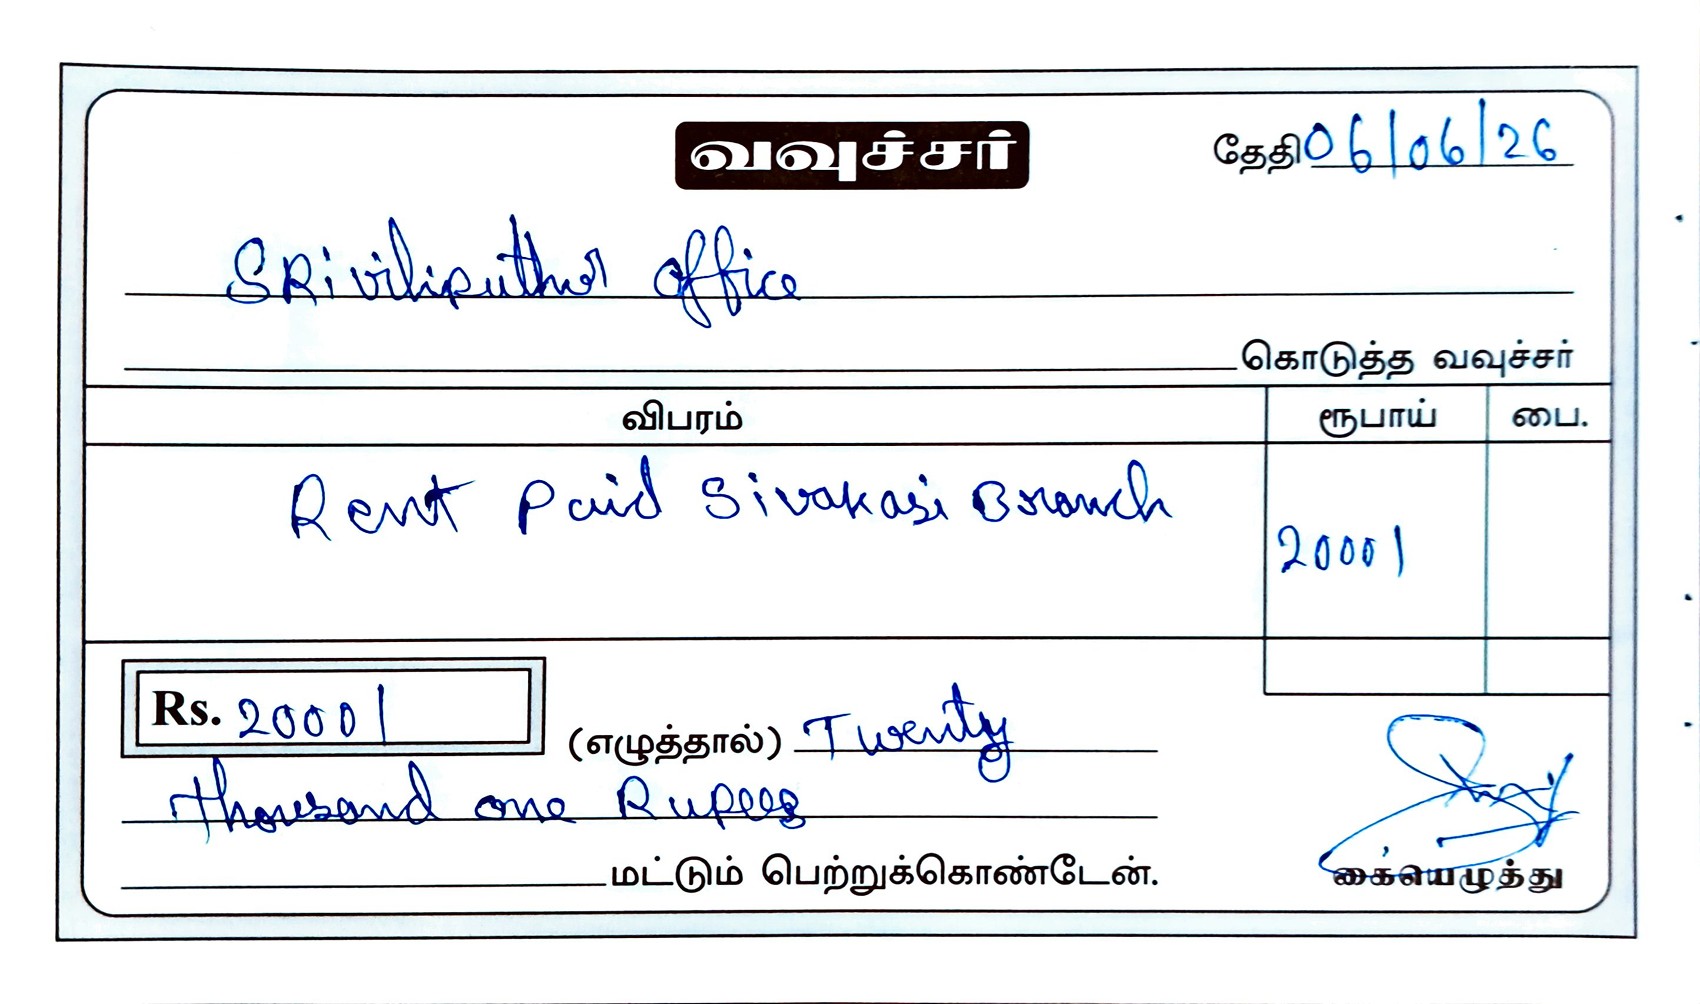 வவுச்சர்
தேதி 06/06/26
SRiviliputhur office
கொடுத்த வவுச்சர்
விபரம் ரூபாய் பை.
Rent Paid Sivakasi Branch
20001
Rs. 20001 (எழுத்தால்) Twenty
thousand one Rupees
மட்டும் பெற்றுக்கொண்டேன்.
கையெழுத்து